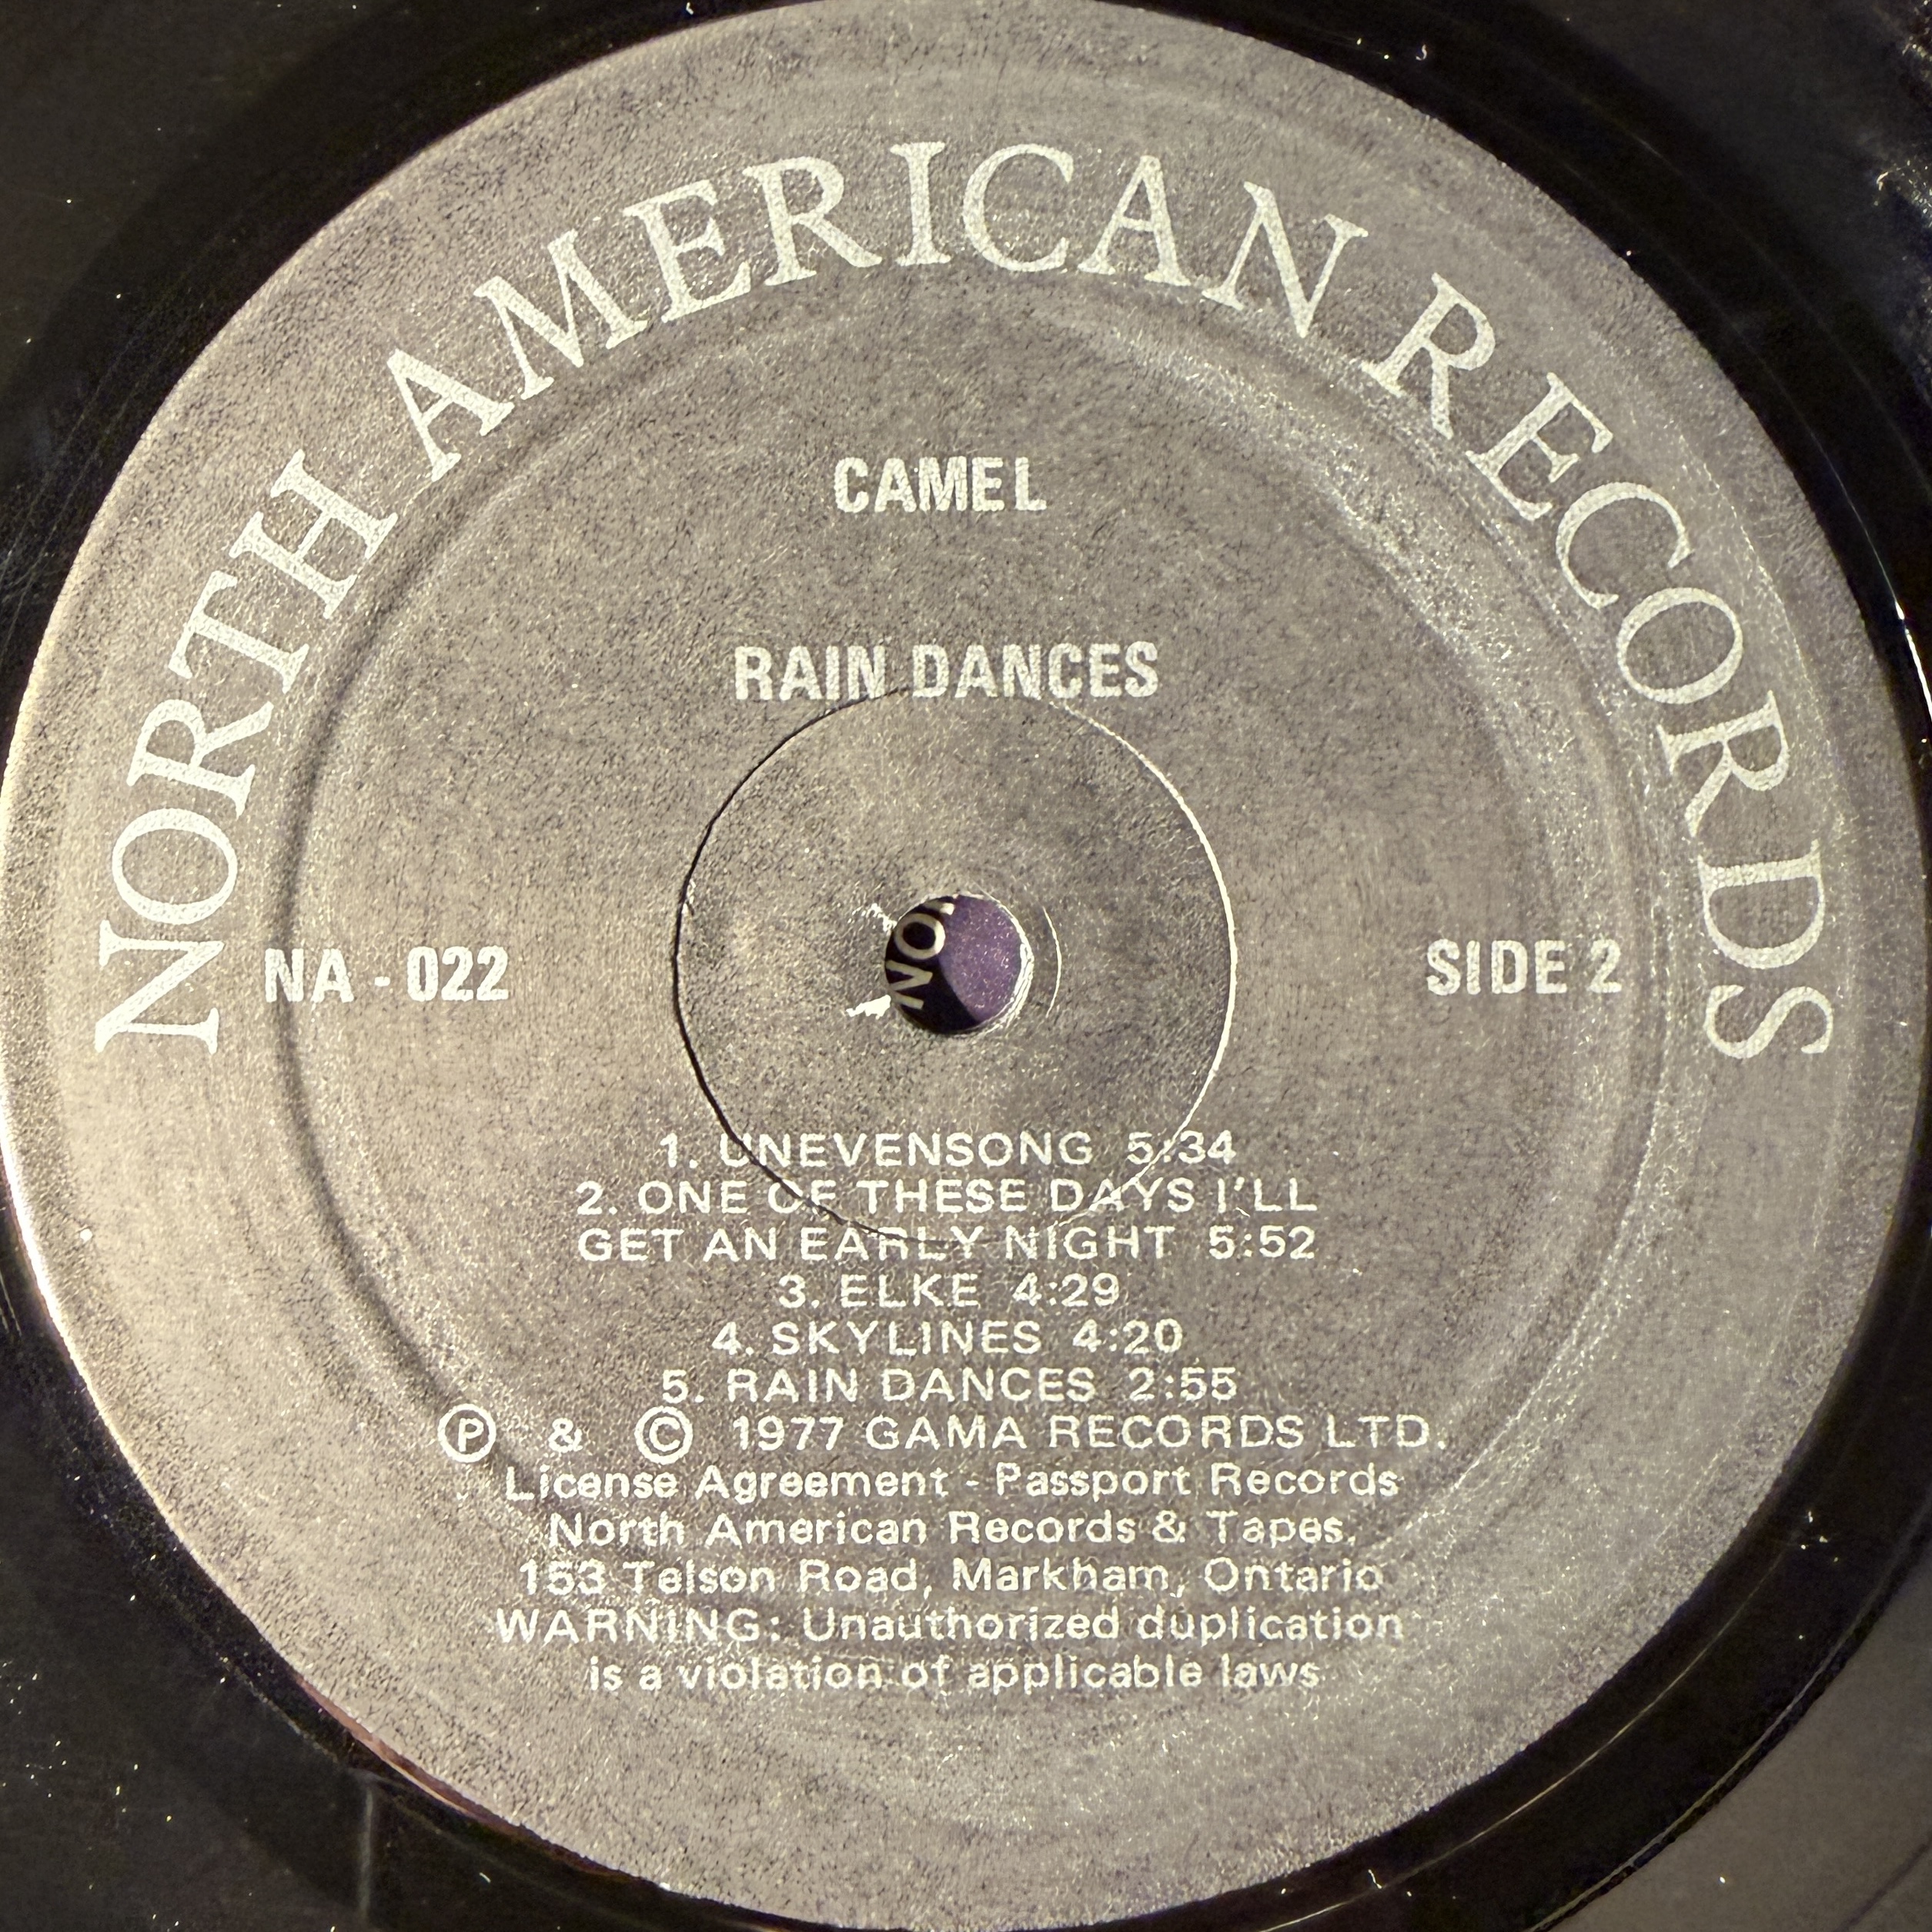 NORTH AMERICAN RECORDS
CAMEL
RAIN DANCES
NO
NA - 022
SIDE 2
1. UNEVENSONG 5:34
2. ONE OF THESE DAYS I'LL
GET AN EARLY NIGHT 5:52
3. ELKE 4:29
4. SKYLINES 4:20
5. RAIN DANCES 2:55
Ⓟ & © 1977 GAMA RECORDS LTD.
License Agreement - Passport Records
North American Records & Tapes.
153 Telson Road, Markham, Ontario
WARNING: Unauthorized duplication
is a violation of applicable laws